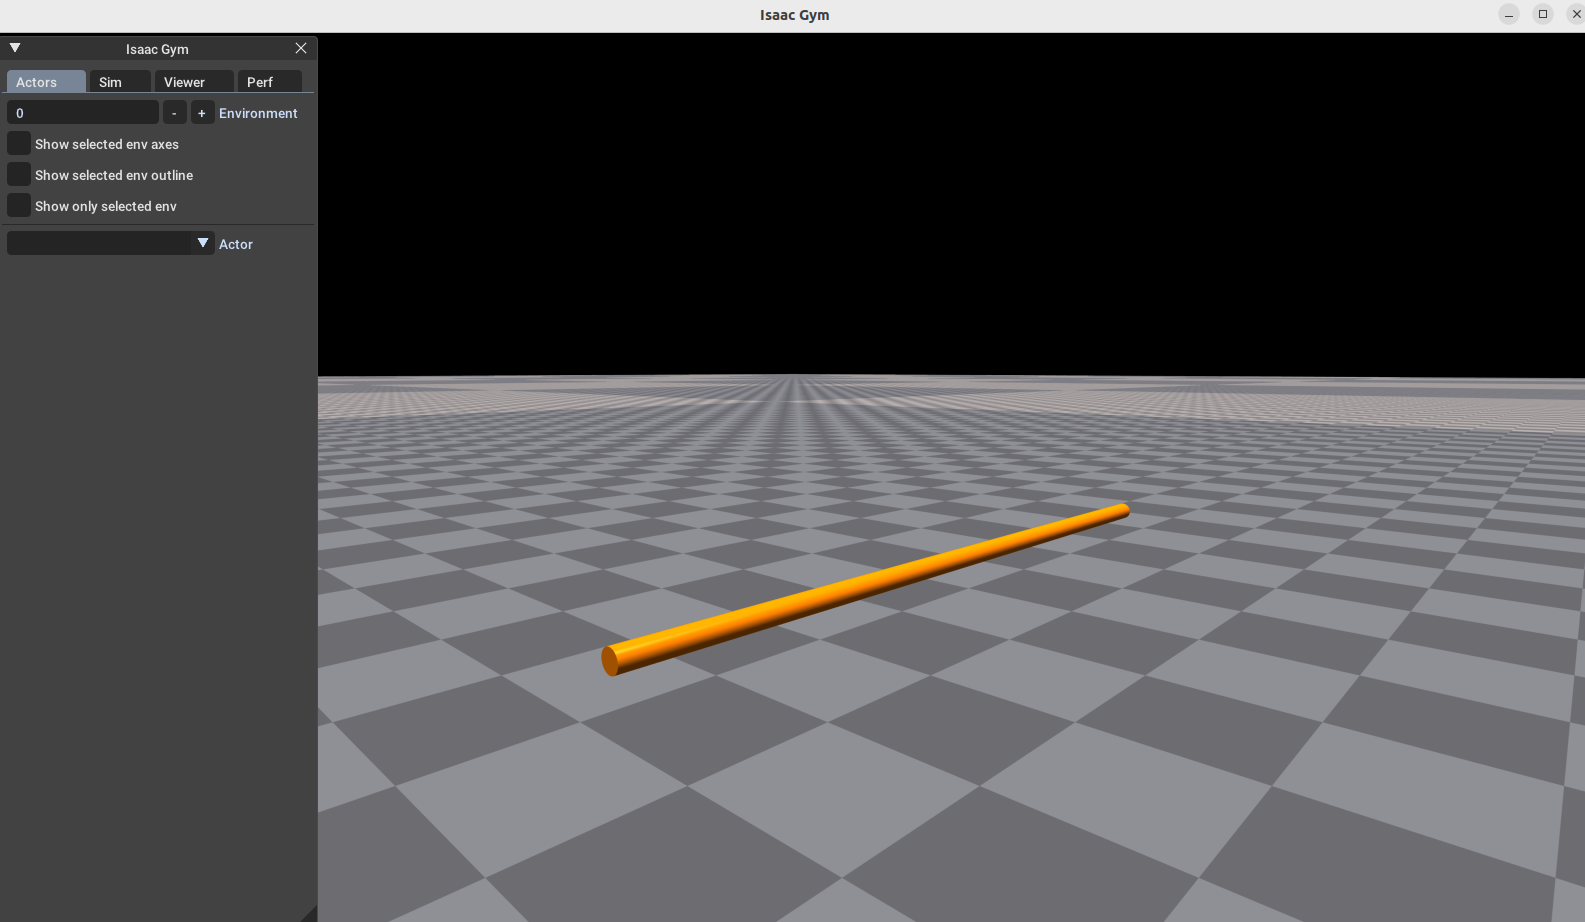 Isaac Gym
Isaac Gym
Actors Sim Viewer Perf
0 - + Environment
Show selected env axes
Show selected env outline
Show only selected env
Actor